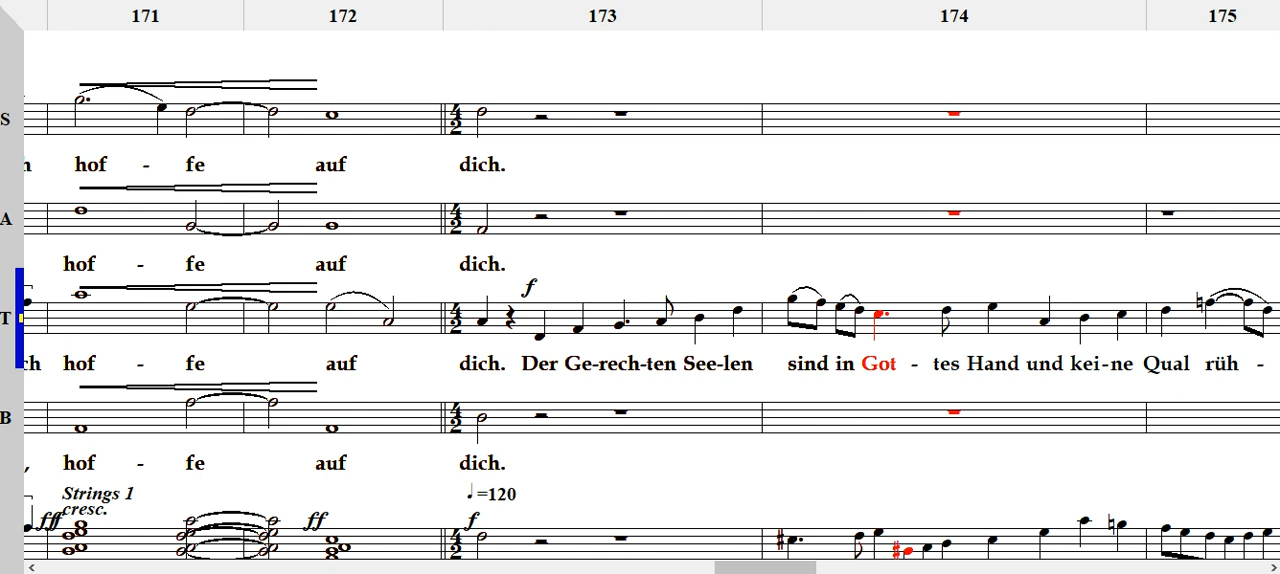 171 172 173 174 175
S
h hof - fe auf dich.
A
hof - fe auf dich.
f
T
ch hof - fe auf dich. Der Ge-rech-ten See-len sind in Got - tes Hand und kei-ne Qual rüh -
B
, hof - fe auf dich.
Strings 1 ♩=120
cresc.
ff ff f